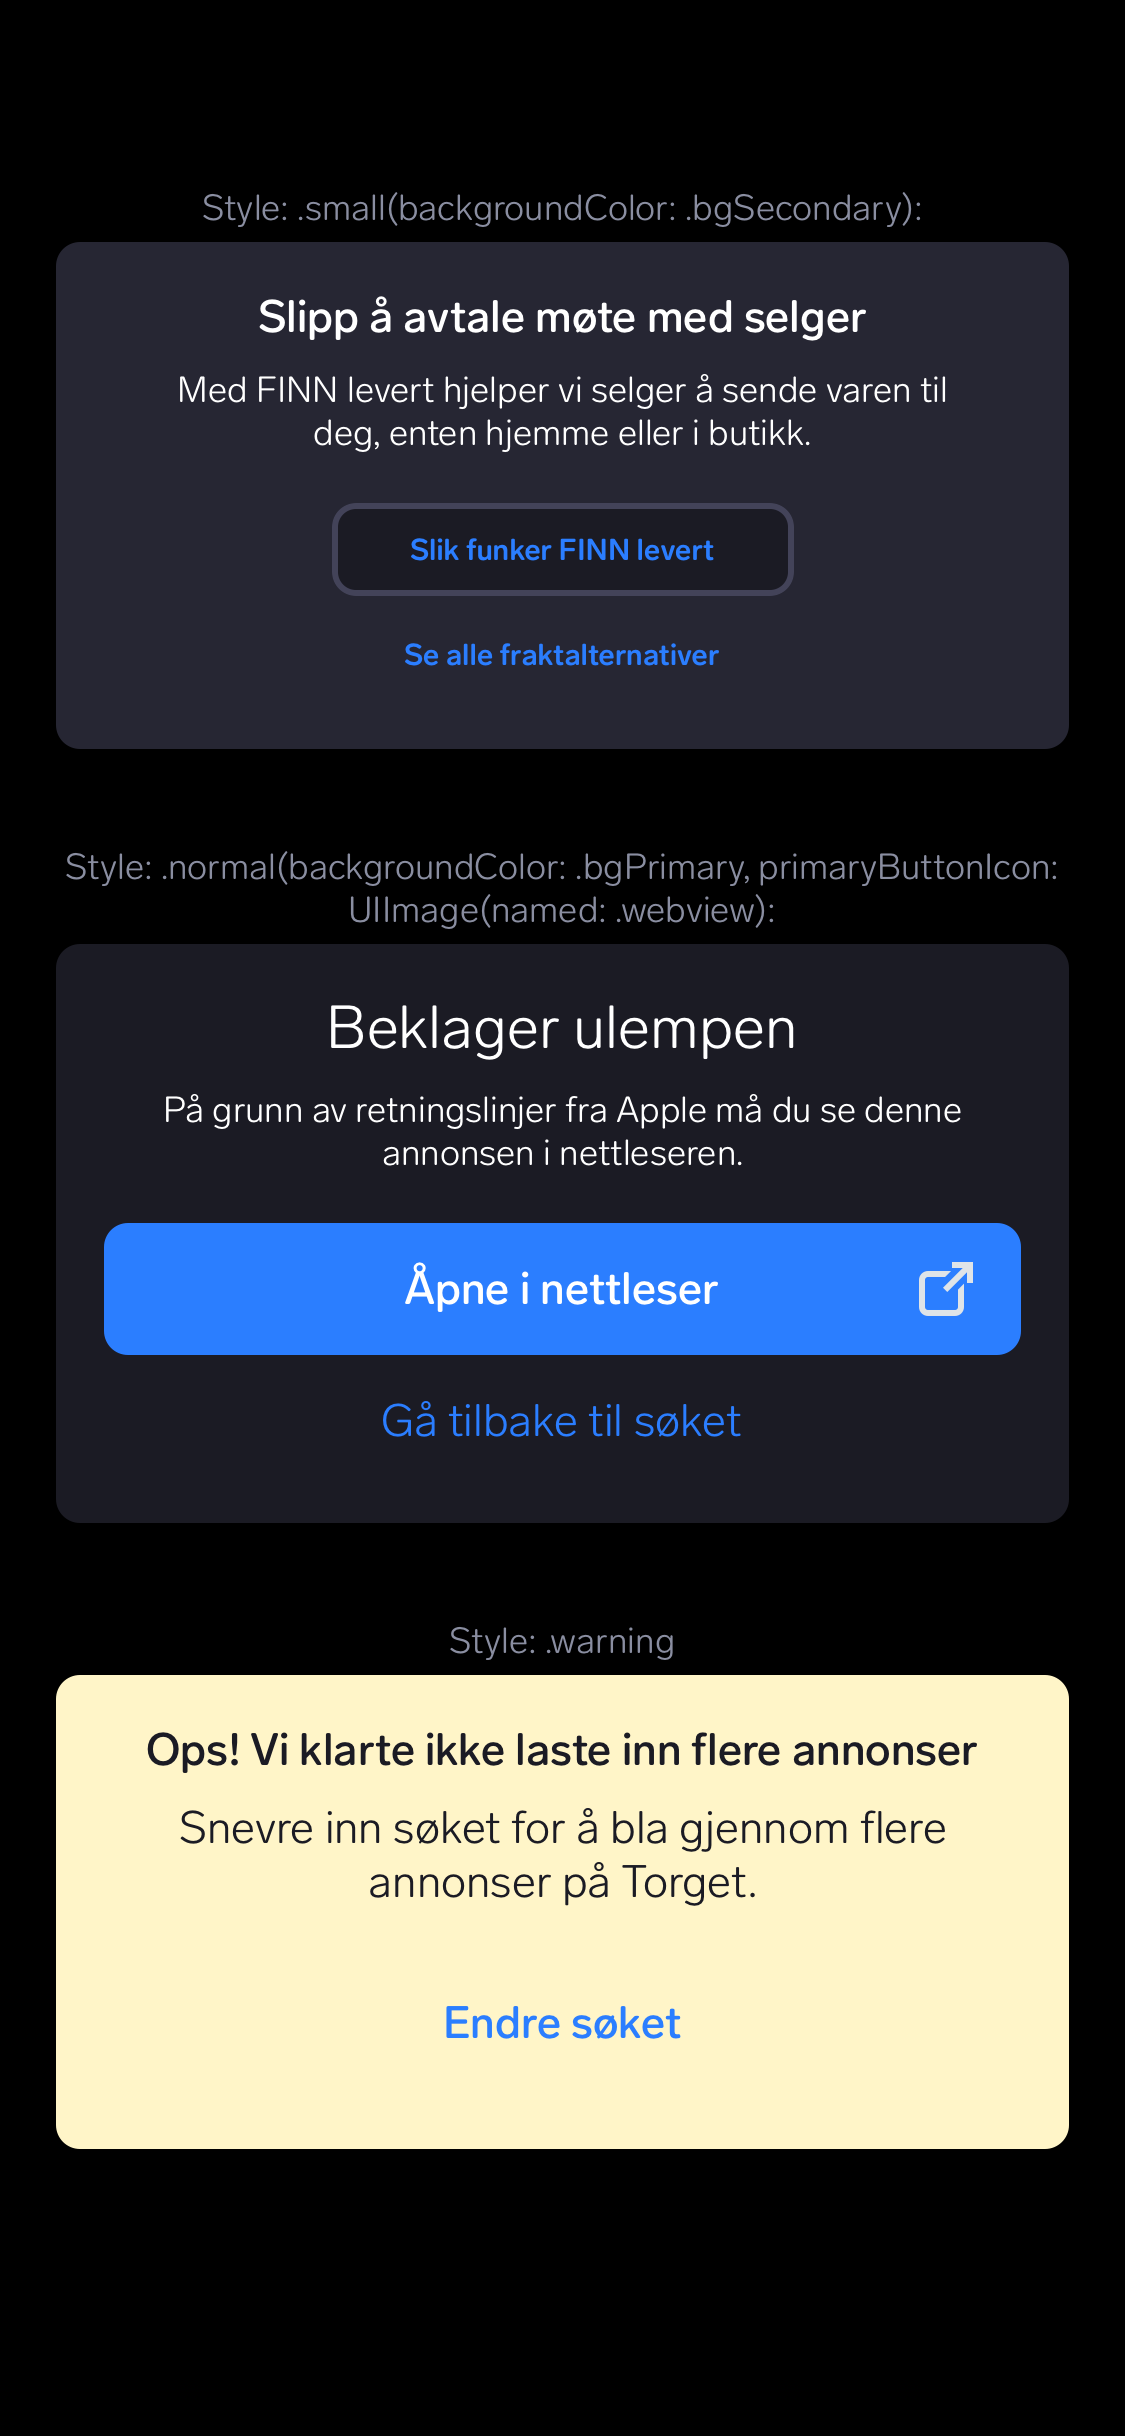 Style: .small(backgroundColor: .bgSecondary):
Slipp å avtale møte med selger
Med FINN levert hjelper vi selger å sende varen til
deg, enten hjemme eller i butikk.
Slik funker FINN levert
Se alle fraktalternativer
Style: .normal(backgroundColor: .bgPrimary, primaryButtonIcon:
UIImage(named: .webview):
Beklager ulempen
På grunn av retningslinjer fra Apple må du se denne
annonsen i nettleseren.
Åpne i nettleser
Gå tilbake til søket
Style: .warning
Ops! Vi klarte ikke laste inn flere annonser
Snevre inn søket for å bla gjennom flere
annonser på Torget.
Endre søket